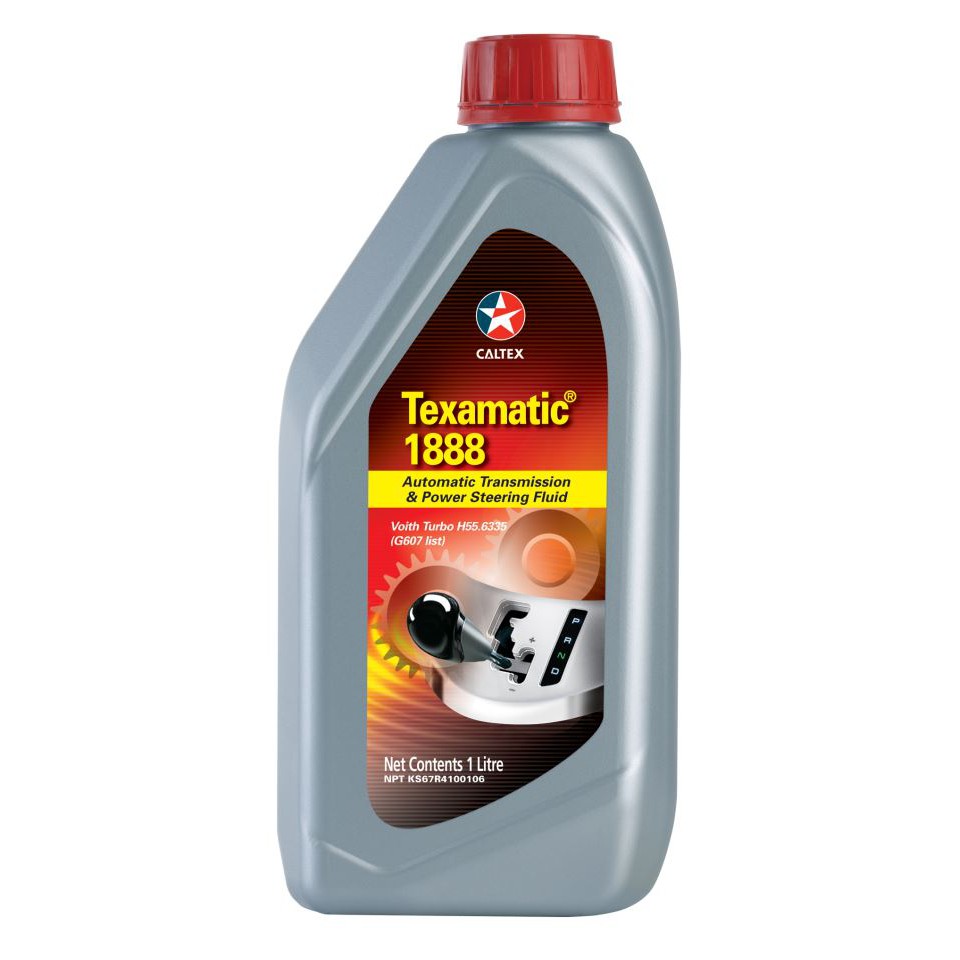 CALTEX
Texamatic®
1888
Automatic Transmission
& Power Steering Fluid
Voith Turbo H55.6335
(G607 list)
+
P
R
N
D
Net Contents 1 Litre
NPT KS67R4100106